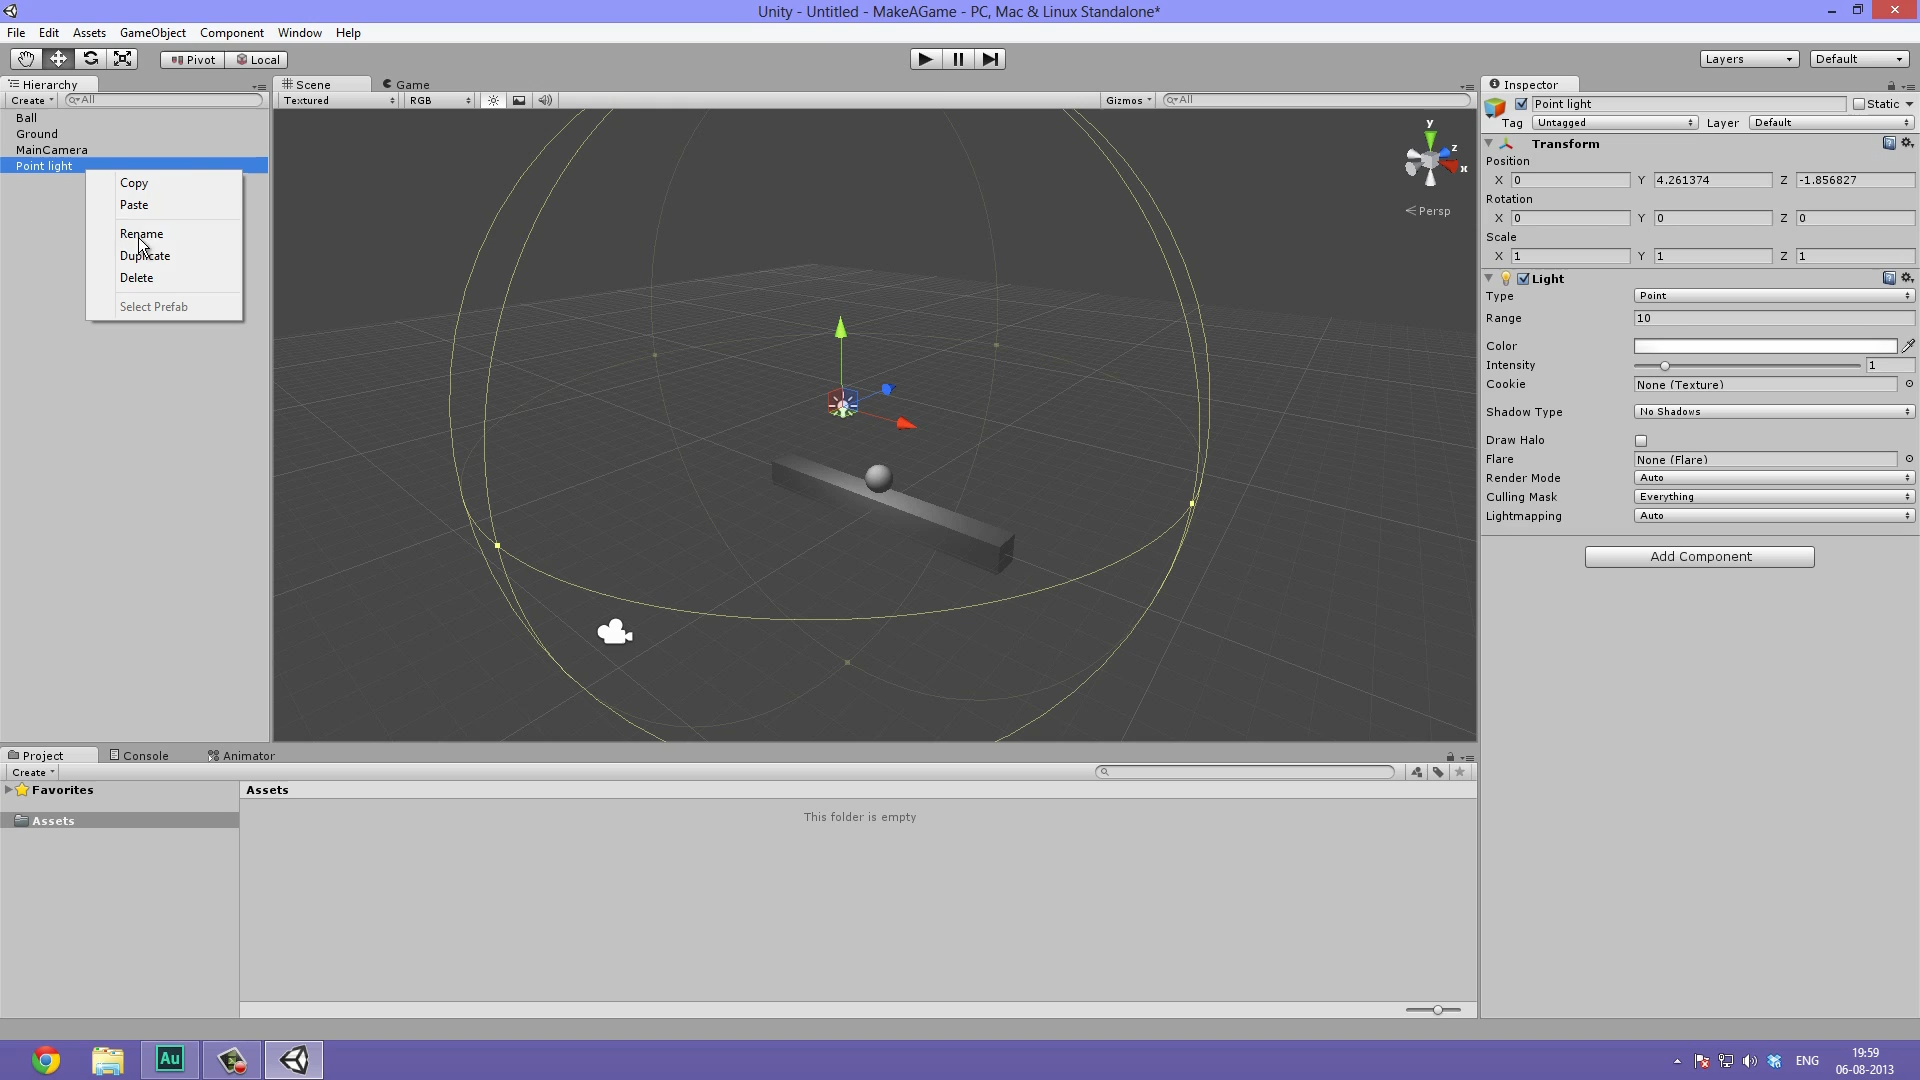 Unity - Untitled - MakeAGame - PC, Mac & Linux Standalone*
File Edit Assets GameObject Component Window Help
Pivot Local Layers Default
Hierarchy
Create All
Ball
Ground
MainCamera
Point light
Copy
Paste
Rename
Duplicate
Delete
Select Prefab
Scene Game
Textured RGB Gizmos All
y
z
x
Persp
Inspector
Point light Static
Tag Untagged Layer Default
Transform
Position
X 0 Y 4.261374 Z -1.856827
Rotation
X 0 Y 0 Z 0
Scale
X 1 Y 1 Z 1
Light
Type Point
Range 10
Color
Intensity 1
Cookie None (Texture)
Shadow Type No Shadows
Draw Halo
Flare None (Flare)
Render Mode Auto
Culling Mask Everything
Lightmapping Auto
Add Component
Project Console Animator
Create
Favorites
Assets
Assets
This folder is empty
Au
ENG
19:59
06-08-2013